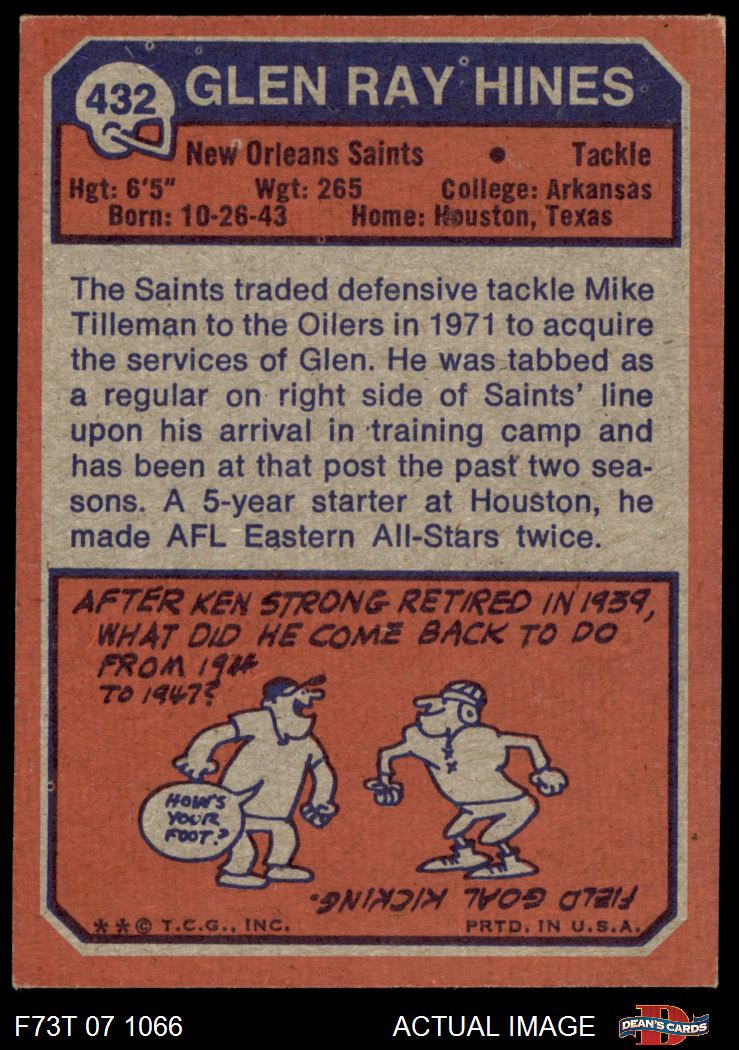 432 GLEN RAY HINES
New Orleans Saints • Tackle
Hgt: 6'5" Wgt: 265 College: Arkansas
Born: 10-26-43 Home: Houston, Texas
The Saints traded defensive tackle Mike
Tilleman to the Oilers in 1971 to acquire
the services of Glen. He was tabbed as
a regular on right side of Saints' line
upon his arrival in training camp and
has been at that post the past two sea-
sons. A 5-year starter at Houston, he
made AFL Eastern All-Stars twice.
AFTER KEN STRONG RETIRED IN 1939,
WHAT DID HE COME BACK TO DO
FROM 1944
TO 1947?
HOW'S
YOUR
FOOT?
FIELD GOAL KICKING.
**© T.C.G., INC. PRTD. IN U.S.A.
F73T 07 1066 ACTUAL IMAGE D DEAN'S CARDS